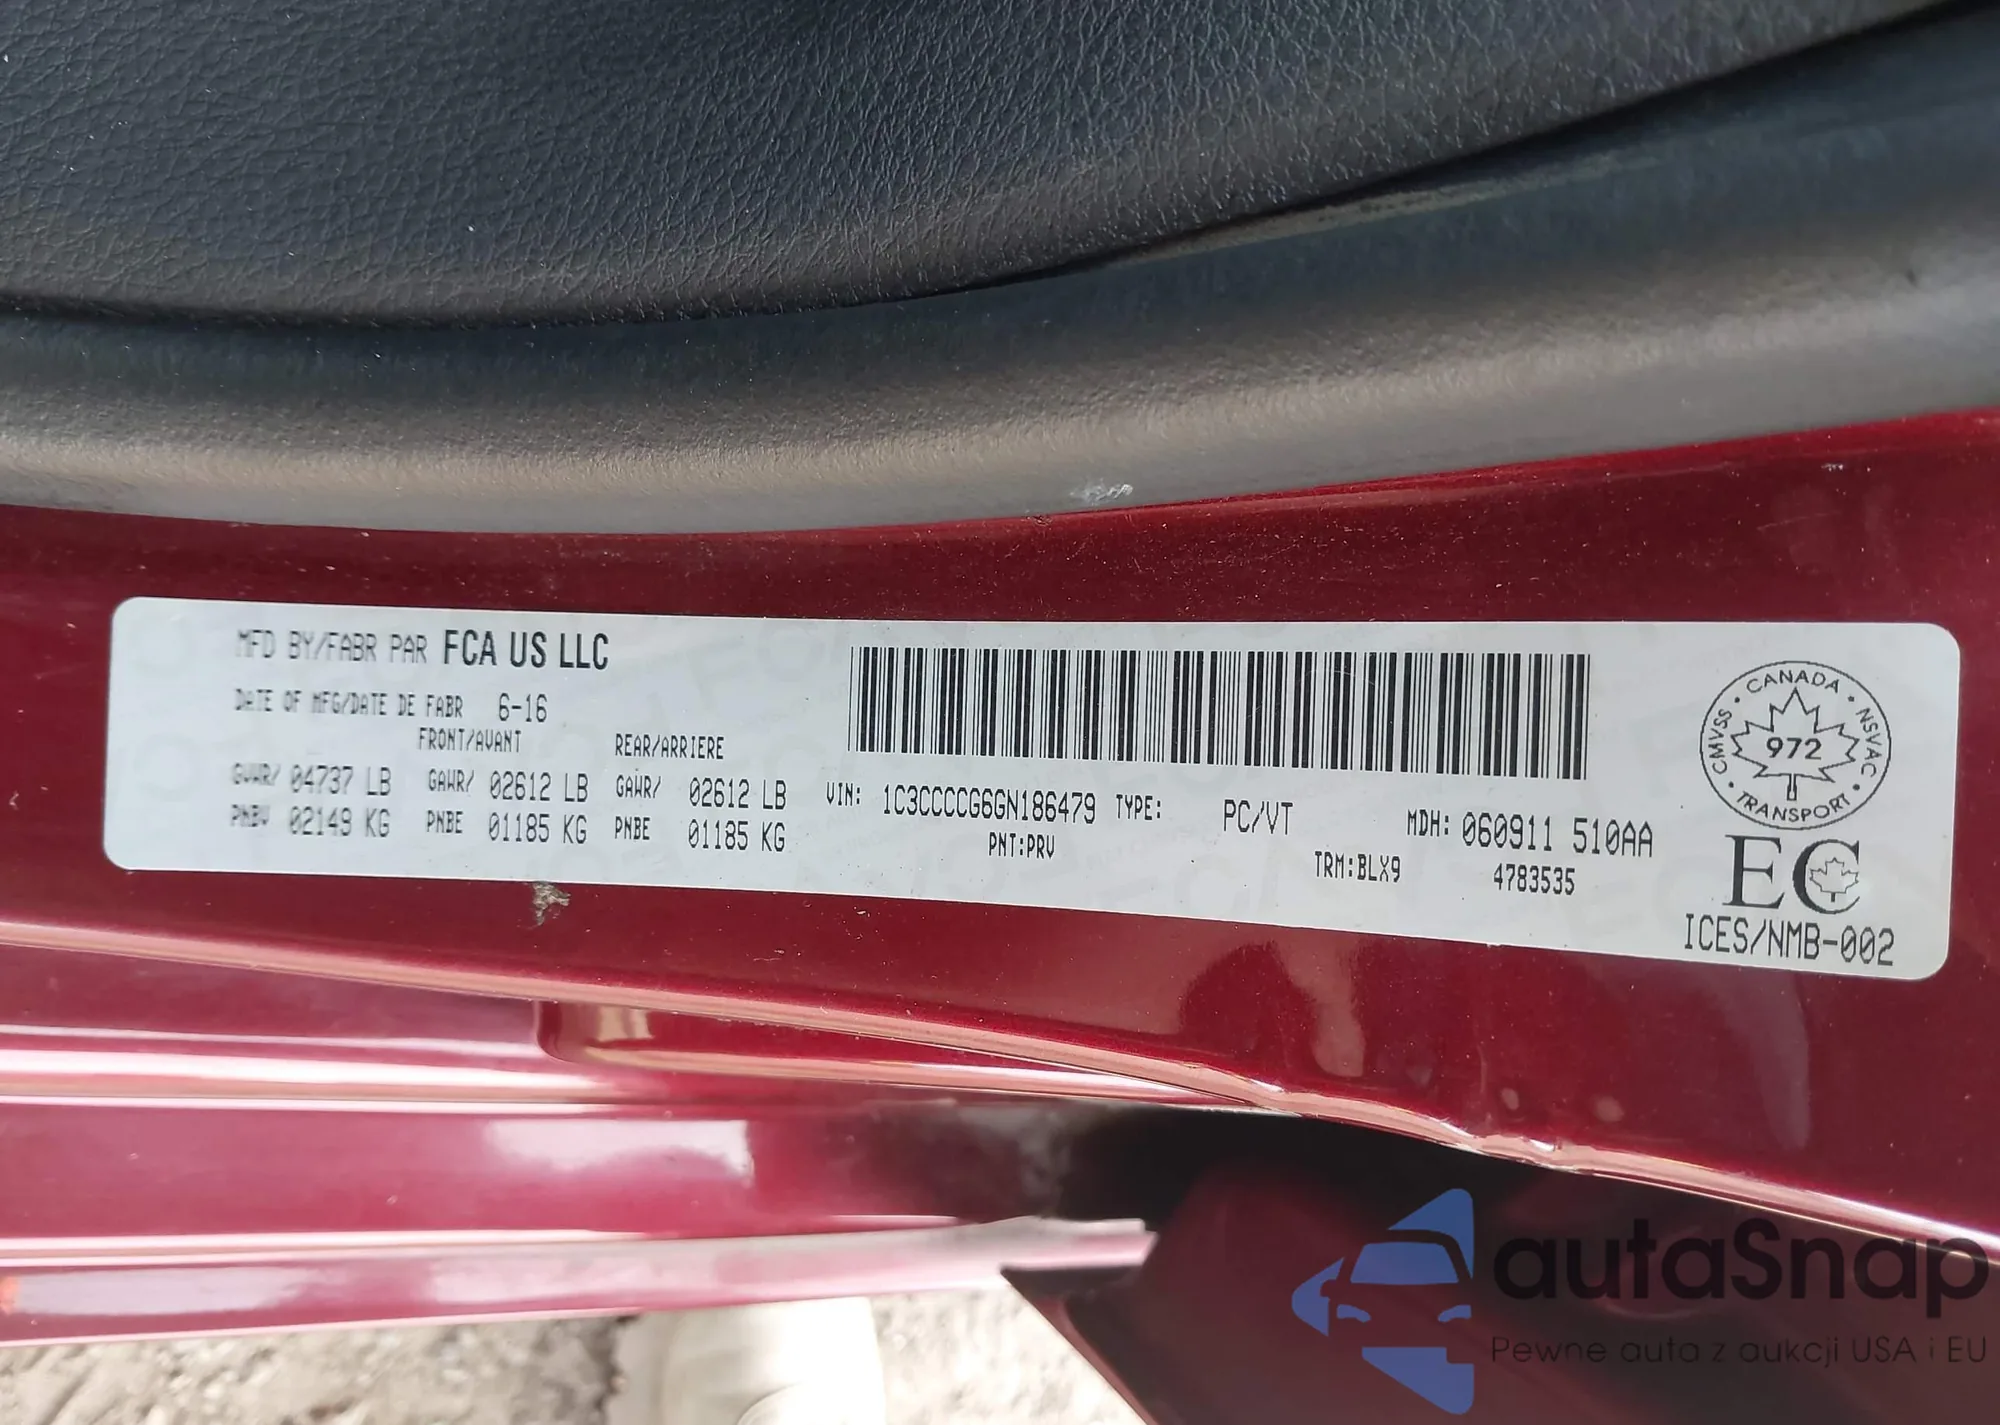 MFD BY/FABR PAR FCA US LLC
DATE OF MFG/DATE DE FABR 6-16
FRONT/AVANT REAR/ARRIERE
GVWR/ 04737 LB GAWR/ 02612 LB GAWR/ 02612 LB
PNBV 02149 KG PNBE 01185 KG PNBE 01185 KG
VIN: 1C3CCCCG6GN186479 TYPE: PC/VT MDH: 060911 510AA
PNT:PRV TRM:BLX9 4783535
CANADA
CMVSS 972 NSVAC
TRANSPORT
EC
ICES/NMB-002
autaSnap
Pewne auta z aukcji USA i EU